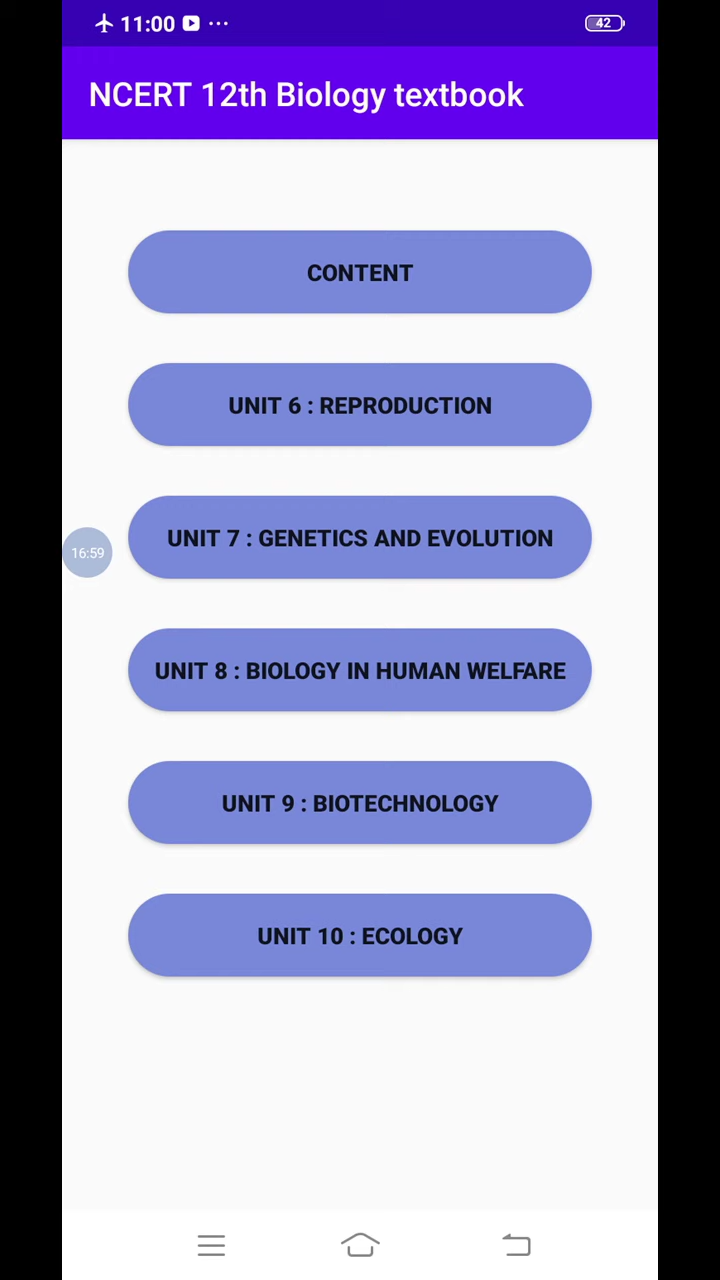 11:00
42
NCERT 12th Biology textbook
CONTENT
UNIT 6 : REPRODUCTION
UNIT 7 : GENETICS AND EVOLUTION
16:59
UNIT 8 : BIOLOGY IN HUMAN WELFARE
UNIT 9 : BIOTECHNOLOGY
UNIT 10 : ECOLOGY